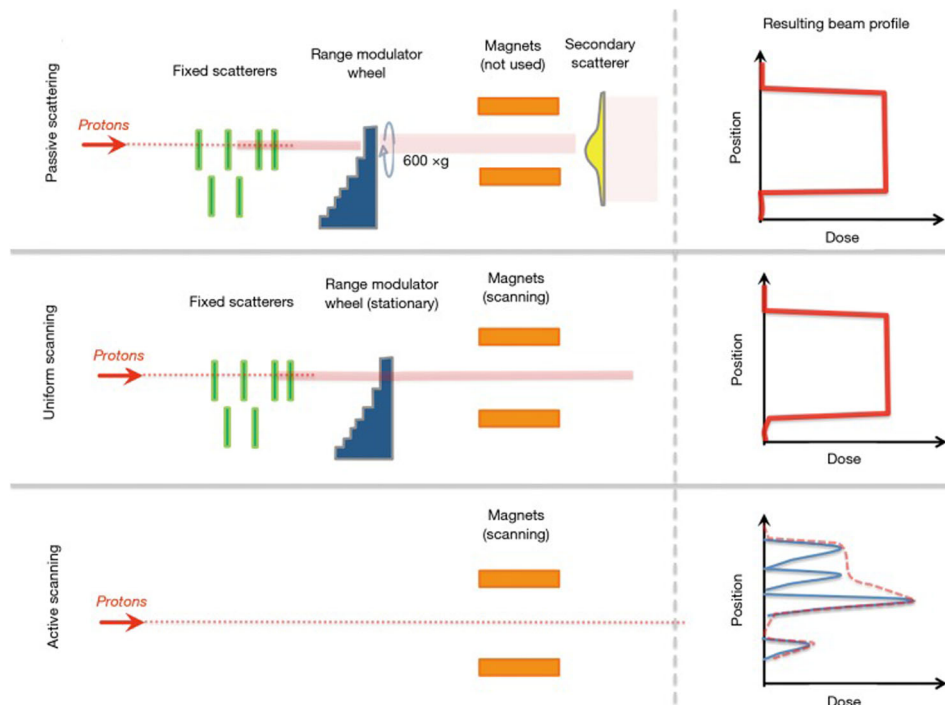 Resulting beam profile
Passive scattering
Fixed scatterers
Range modulator
wheel
Magnets
(not used)
Secondary
scatterer
Protons
600 ×g
Position
Dose
Uniform scanning
Fixed scatterers
Range modulator
wheel (stationary)
Magnets
(scanning)
Protons
Position
Dose
Active scanning
Magnets
(scanning)
Protons
Position
Dose